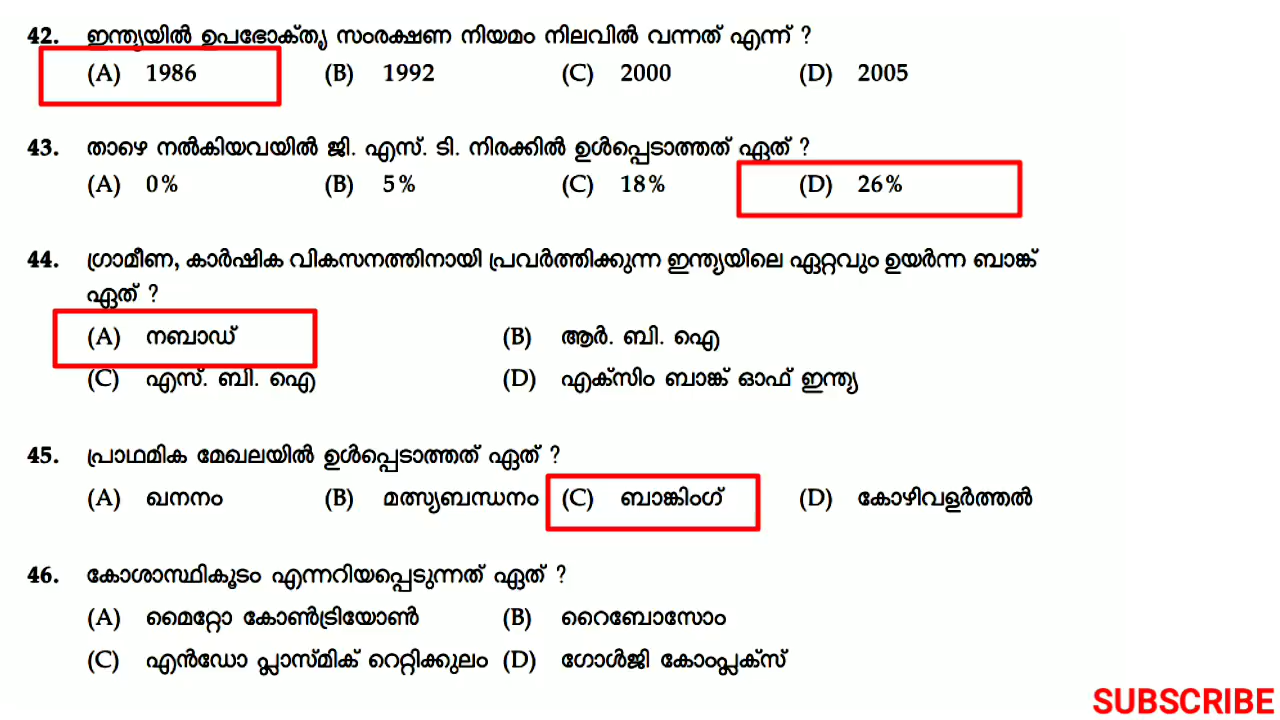 42. ഇന്ത്യയിൽ ഉപഭോക്തൃ സംരക്ഷണ നിയമം നിലവിൽ വന്നത് എന്ന് ?
(A) 1986 (B) 1992 (C) 2000 (D) 2005
43. താഴെ നൽകിയവയിൽ ജി. എസ്. ടി. നിരക്കിൽ ഉൾപ്പെടാത്തത് ഏത് ?
(A) 0% (B) 5% (C) 18% (D) 26%
44. ഗ്രാമീണ, കാർഷിക വികസനത്തിനായി പ്രവർത്തിക്കുന്ന ഇന്ത്യയിലെ ഏറ്റവും ഉയർന്ന ബാങ്ക്
ഏത് ?
(A) നബാഡ് (B) ആർ. ബി. ഐ
(C) എസ്. ബി. ഐ (D) എക്സിം ബാങ്ക് ഓഫ് ഇന്ത്യ
45. പ്രാഥമിക മേഖലയിൽ ഉൾപ്പെടാത്തത് ഏത് ?
(A) ഖനനം (B) മത്സ്യബന്ധനം (C) ബാങ്കിംഗ് (D) കോഴിവളർത്തൽ
46. കോശാസ്ഥികൂടം എന്നറിയപ്പെടുന്നത് ഏത് ?
(A) മൈറ്റോ കോൺട്രിയോൺ (B) റൈബോസോം
(C) എൻഡോ പ്ലാസ്മിക് റെറ്റിക്കുലം (D) ഗോൾജി കോംപ്ലക്സ്
SUBSCRIBE